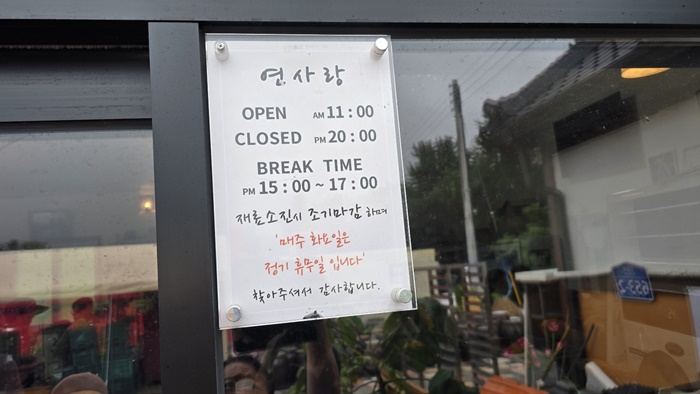 연사랑
OPEN AM 11 : 00
CLOSED PM 20 : 00
BREAK TIME
PM 15 : 00 ~ 17 : 00
재료소진시 조기마감 하며
'매주 화요일은
정기 휴무일 입니다'
찾아주셔서 감사합니다.